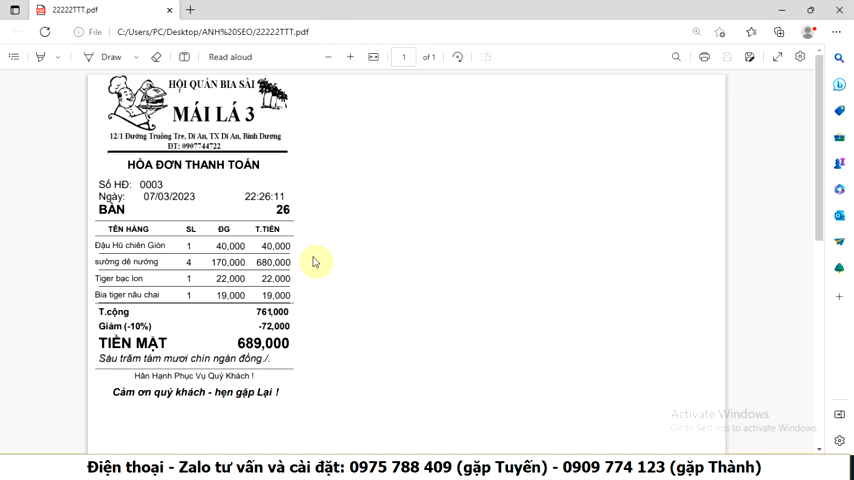 22222TTT.pdf
File
C:/Users/PC/Desktop/ANH%20SEO/22222TTT.pdf
Draw
Read aloud
1
of 1
HỘI QUÁN BIA SÀI
MÁI LÁ 3
12/1 Đường Truông Tre, Dĩ An, TX Dĩ An, Bình Dương
ĐT: 0907744722
HÓA ĐƠN THANH TOÁN
Số HĐ: 0003
Ngày: 07/03/2023 22:26:11
BÀN 26
TÊN HÀNG SL ĐG T.TIỀN
Đậu Hũ chiên Giòn 1 40,000 40,000
sường dê nướng 4 170,000 680,000
Tiger bạc lon 1 22,000 22,000
Bia tiger nâu chai 1 19,000 19,000
T.cộng 761,000
Giảm (-10%) -72,000
TIỀN MẶT 689,000
Sáu trăm tám mươi chín ngàn đồng./.
Hân Hạnh Phục Vụ Quý Khách !
Cảm ơn quý khách - hẹn gặp Lại !
Activate Windows
Go to Settings to activate Windows.
Điện thoại - Zalo tư vấn và cài đặt: 0975 788 409 (gặp Tuyến) - 0909 774 123 (gặp Thành)